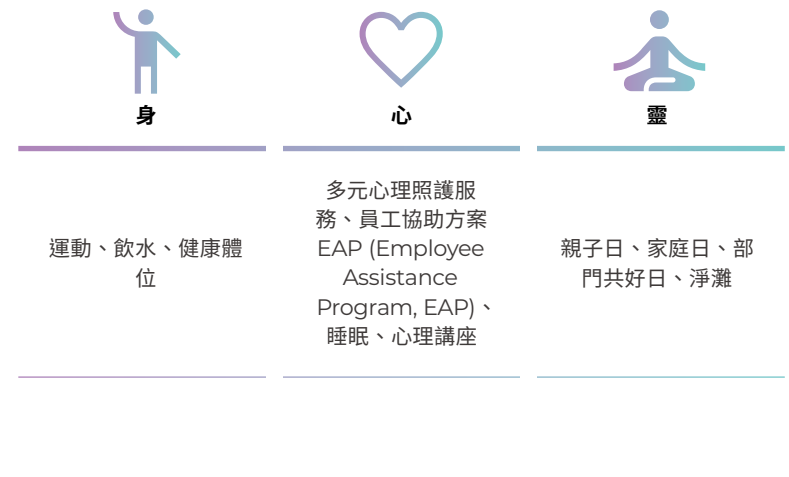 身
心
靈
運動、飲水、健康體
位
多元心理照護服
務、員工協助方案
EAP (Employee
Assistance
Program, EAP)、
睡眠、心理講座
親子日、家庭日、部
門共好日、淨灘